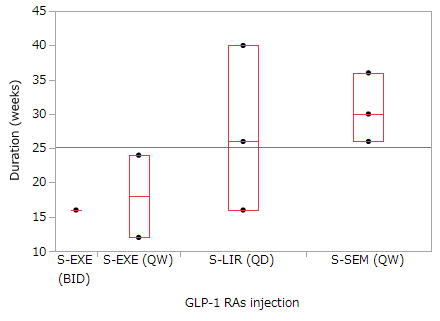 45
40
35
30
25
20
15
10
Duration (weeks)
S-EXE S-EXE (QW) S-LIR (QD) S-SEM (QW)
(BID)
GLP-1 RAs injection